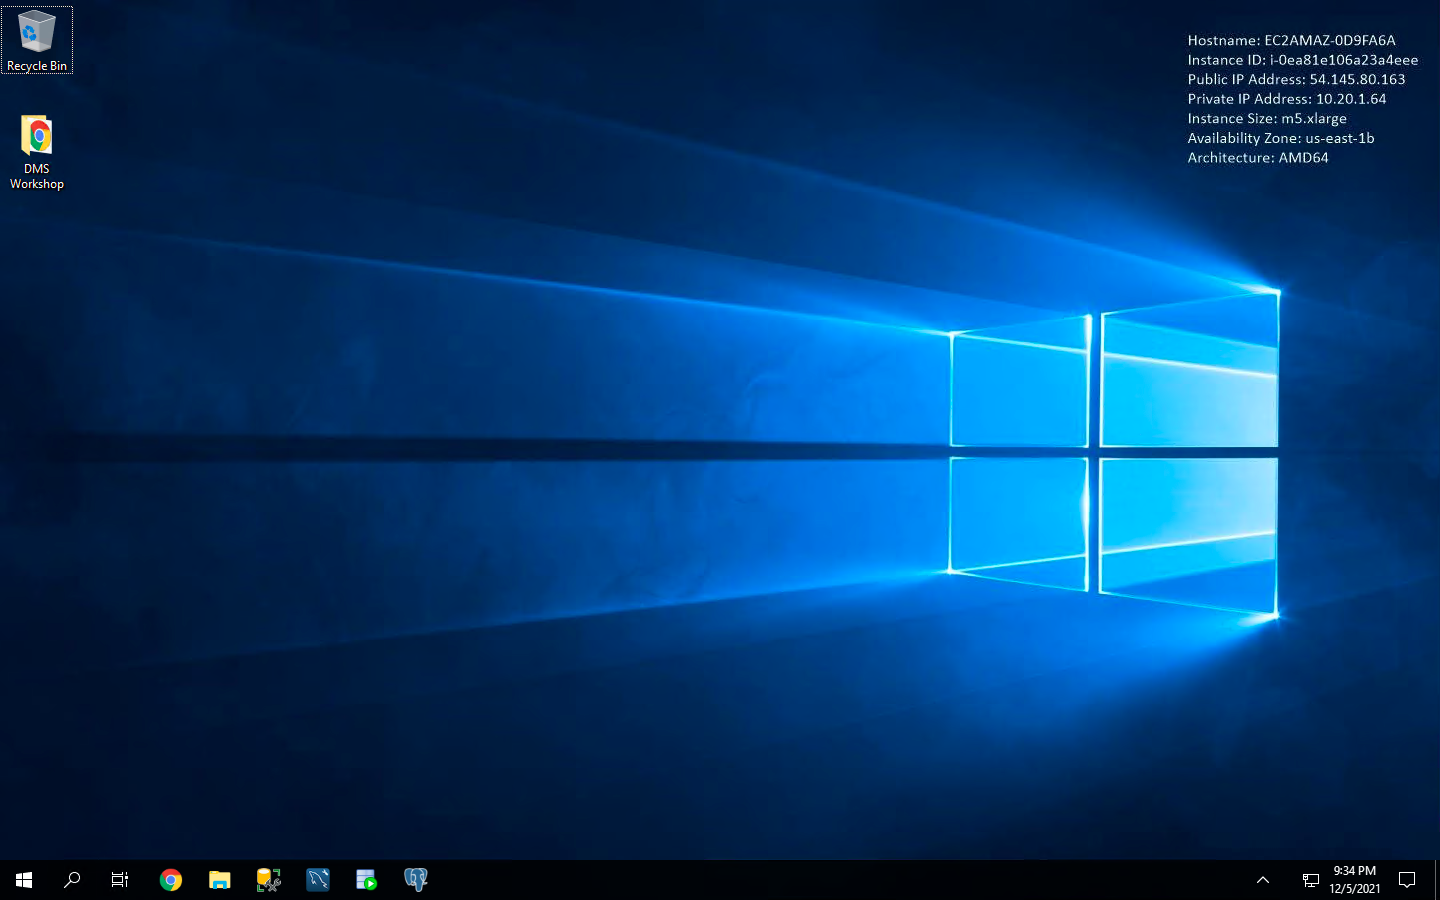 Recycle Bin
DMS
Workshop
Hostname: EC2AMAZ-0D9FA6A
Instance ID: i-0ea81e106a23a4eee
Public IP Address: 54.145.80.163
Private IP Address: 10.20.1.64
Instance Size: m5.xlarge
Availability Zone: us-east-1b
Architecture: AMD64
9:34 PM
12/5/2021